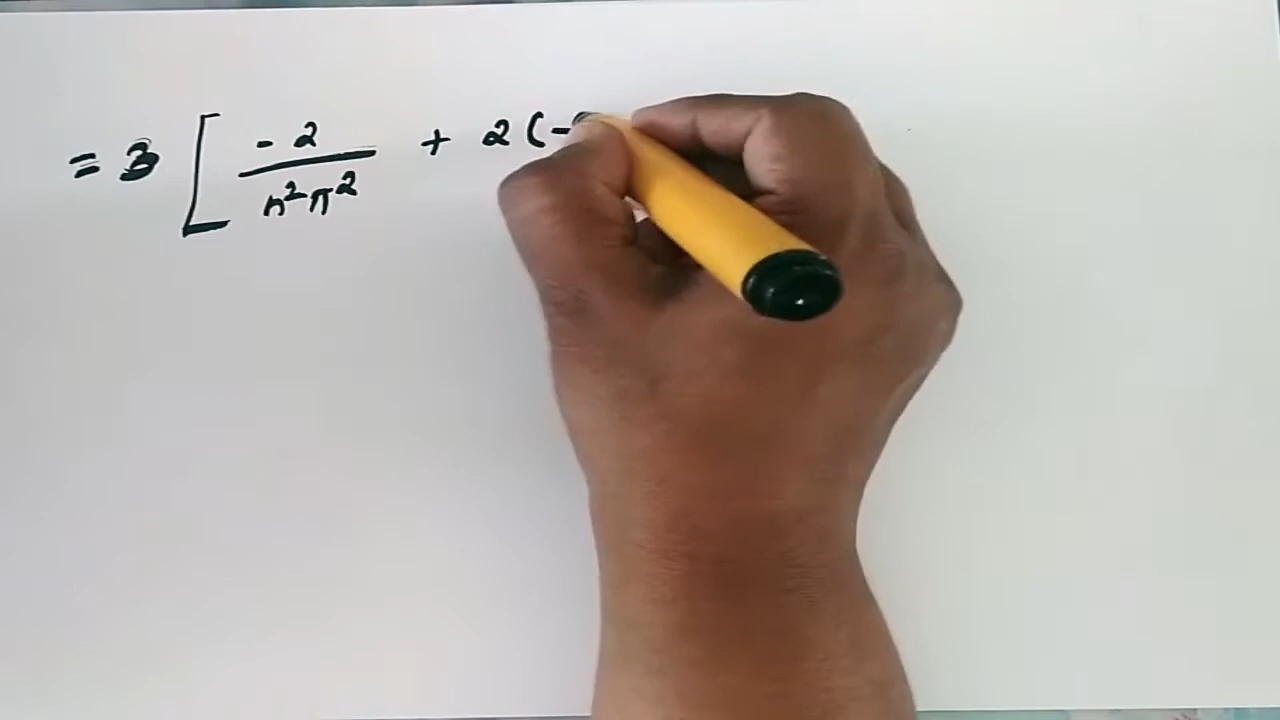 = 3 [ -2/n²π² + 2(-